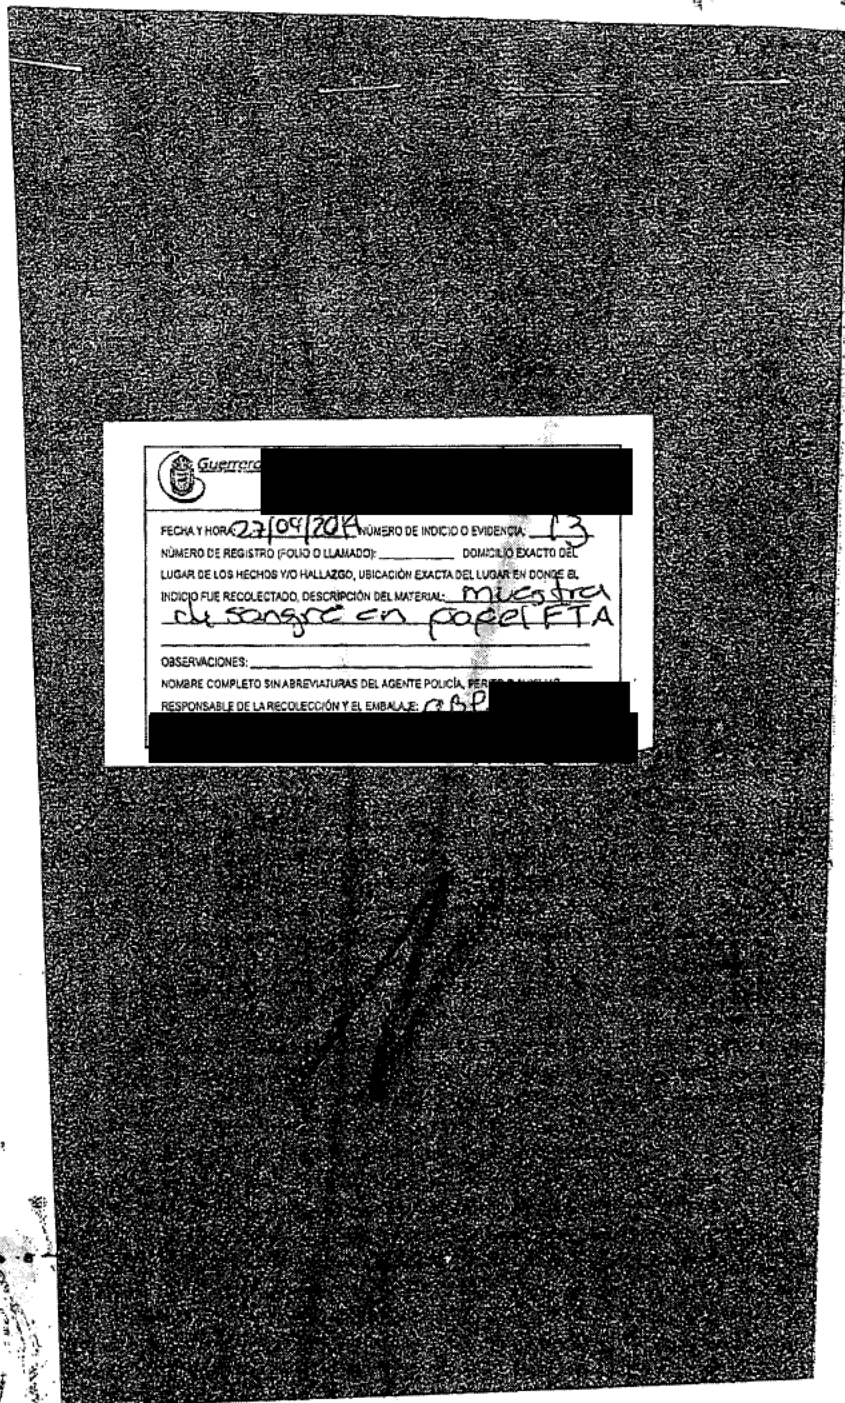 Guerrero
FECHA Y HORA: 27/09/2014 NÚMERO DE INDICIO O EVIDENCIA: 13
NÚMERO DE REGISTRO (FOLIO O LLAMADO): DOMICILIO EXACTO DEL
LUGAR DE LOS HECHOS Y/O HALLAZGO, UBICACIÓN EXACTA DEL LUGAR EN DONDE EL
INDICIO FUE RECOLECTADO, DESCRIPCIÓN DEL MATERIAL: muestra
de sangre en papel FTA
OBSERVACIONES:
NOMBRE COMPLETO SIN ABREVIATURAS DEL AGENTE POLICÍA,
RESPONSABLE DE LA RECOLECCIÓN Y EL EMBALAJE: